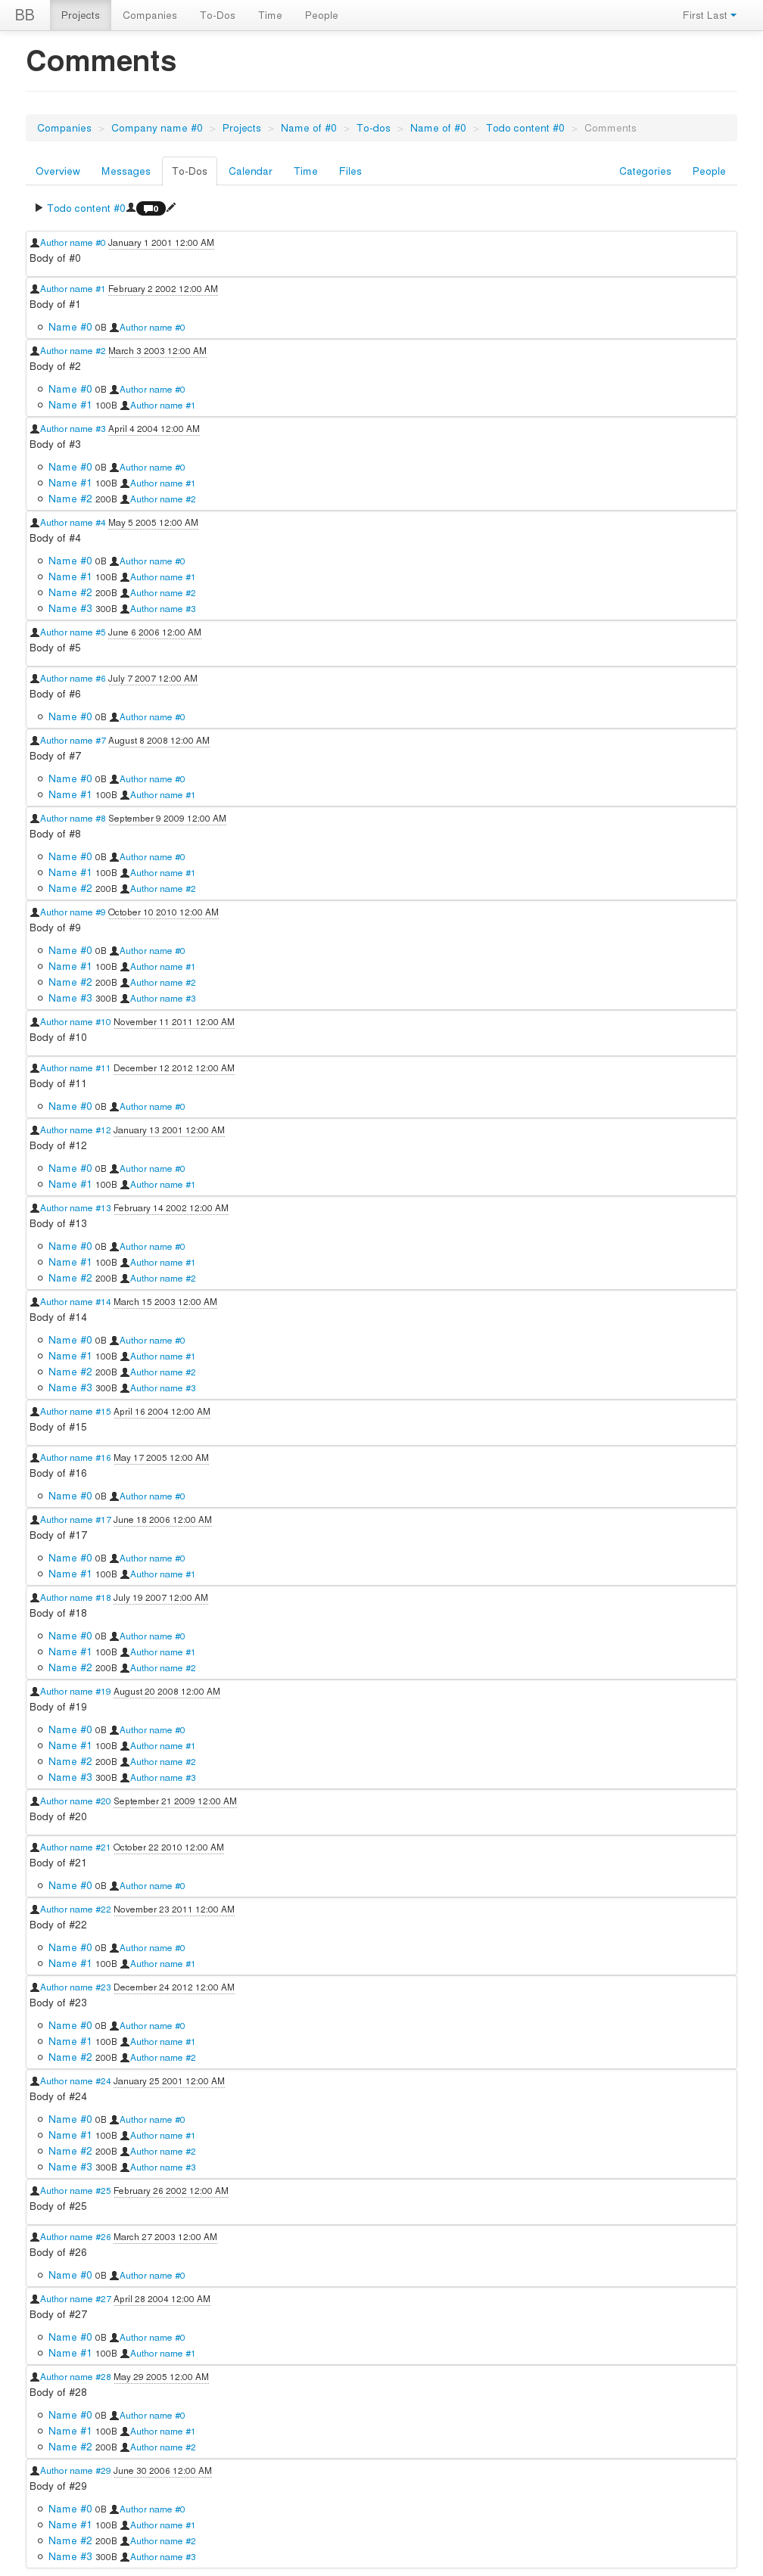 BB Projects Companies To-Dos Time People First Last
Comments
Companies > Company name #0 > Projects > Name of #0 > To-dos > Name of #0 > Todo content #0 > Comments
Overview Messages To-Dos Calendar Time Files Categories People
Todo content #0 0
Author name #0 January 1 2001 12:00 AM
Body of #0
Author name #1 February 2 2002 12:00 AM
Body of #1
Name #0 0B Author name #0
Author name #2 March 3 2003 12:00 AM
Body of #2
Name #0 0B Author name #0
Name #1 100B Author name #1
Author name #3 April 4 2004 12:00 AM
Body of #3
Name #0 0B Author name #0
Name #1 100B Author name #1
Name #2 200B Author name #2
Author name #4 May 5 2005 12:00 AM
Body of #4
Name #0 0B Author name #0
Name #1 100B Author name #1
Name #2 200B Author name #2
Name #3 300B Author name #3
Author name #5 June 6 2006 12:00 AM
Body of #5
Author name #6 July 7 2007 12:00 AM
Body of #6
Name #0 0B Author name #0
Author name #7 August 8 2008 12:00 AM
Body of #7
Name #0 0B Author name #0
Name #1 100B Author name #1
Author name #8 September 9 2009 12:00 AM
Body of #8
Name #0 0B Author name #0
Name #1 100B Author name #1
Name #2 200B Author name #2
Author name #9 October 10 2010 12:00 AM
Body of #9
Name #0 0B Author name #0
Name #1 100B Author name #1
Name #2 200B Author name #2
Name #3 300B Author name #3
Author name #10 November 11 2011 12:00 AM
Body of #10
Author name #11 December 12 2012 12:00 AM
Body of #11
Name #0 0B Author name #0
Author name #12 January 13 2001 12:00 AM
Body of #12
Name #0 0B Author name #0
Name #1 100B Author name #1
Author name #13 February 14 2002 12:00 AM
Body of #13
Name #0 0B Author name #0
Name #1 100B Author name #1
Name #2 200B Author name #2
Author name #14 March 15 2003 12:00 AM
Body of #14
Name #0 0B Author name #0
Name #1 100B Author name #1
Name #2 200B Author name #2
Name #3 300B Author name #3
Author name #15 April 16 2004 12:00 AM
Body of #15
Author name #16 May 17 2005 12:00 AM
Body of #16
Name #0 0B Author name #0
Author name #17 June 18 2006 12:00 AM
Body of #17
Name #0 0B Author name #0
Name #1 100B Author name #1
Author name #18 July 19 2007 12:00 AM
Body of #18
Name #0 0B Author name #0
Name #1 100B Author name #1
Name #2 200B Author name #2
Author name #19 August 20 2008 12:00 AM
Body of #19
Name #0 0B Author name #0
Name #1 100B Author name #1
Name #2 200B Author name #2
Name #3 300B Author name #3
Author name #20 September 21 2009 12:00 AM
Body of #20
Author name #21 October 22 2010 12:00 AM
Body of #21
Name #0 0B Author name #0
Author name #22 November 23 2011 12:00 AM
Body of #22
Name #0 0B Author name #0
Name #1 100B Author name #1
Author name #23 December 24 2012 12:00 AM
Body of #23
Name #0 0B Author name #0
Name #1 100B Author name #1
Name #2 200B Author name #2
Author name #24 January 25 2001 12:00 AM
Body of #24
Name #0 0B Author name #0
Name #1 100B Author name #1
Name #2 200B Author name #2
Name #3 300B Author name #3
Author name #25 February 26 2002 12:00 AM
Body of #25
Author name #26 March 27 2003 12:00 AM
Body of #26
Name #0 0B Author name #0
Author name #27 April 28 2004 12:00 AM
Body of #27
Name #0 0B Author name #0
Name #1 100B Author name #1
Author name #28 May 29 2005 12:00 AM
Body of #28
Name #0 0B Author name #0
Name #1 100B Author name #1
Name #2 200B Author name #2
Author name #29 June 30 2006 12:00 AM
Body of #29
Name #0 0B Author name #0
Name #1 100B Author name #1
Name #2 200B Author name #2
Name #3 300B Author name #3